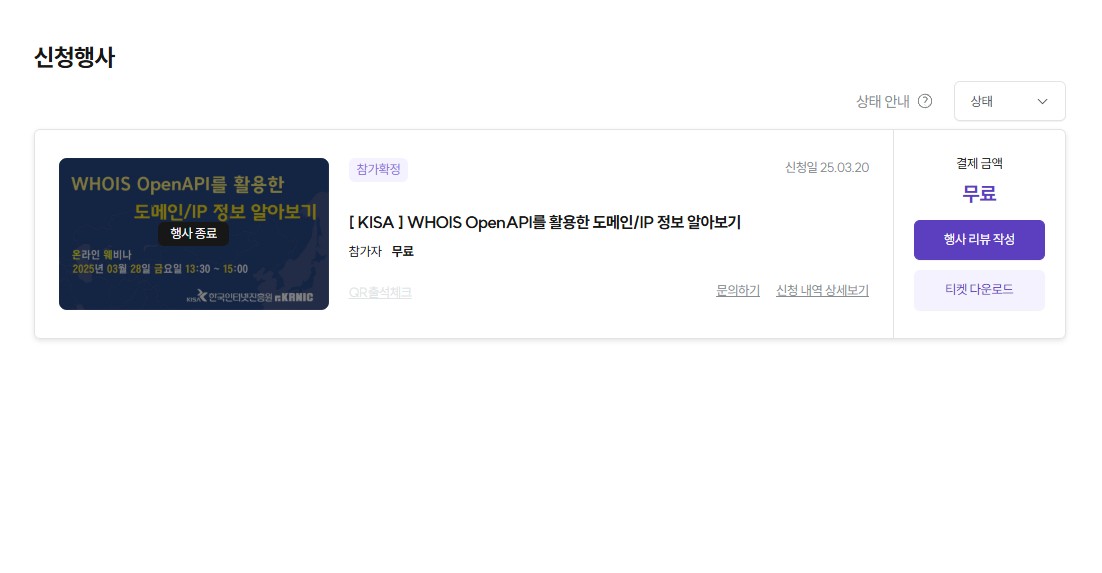 신청행사
상태 안내 ?
상태
WHOIS OpenAPI를 활용한
도메인/IP 정보 알아보기
행사 종료
온라인 웨비나
2025년 03월 28일 금요일 13:30 ~ 15:00
KISA 한국인터넷진흥원 KRNIC
참가확정
신청일 25.03.20
[ KISA ] WHOIS OpenAPI를 활용한 도메인/IP 정보 알아보기
참가자 무료
QR출석체크
문의하기 신청 내역 상세보기
결제 금액
무료
행사 리뷰 작성
티켓 다운로드